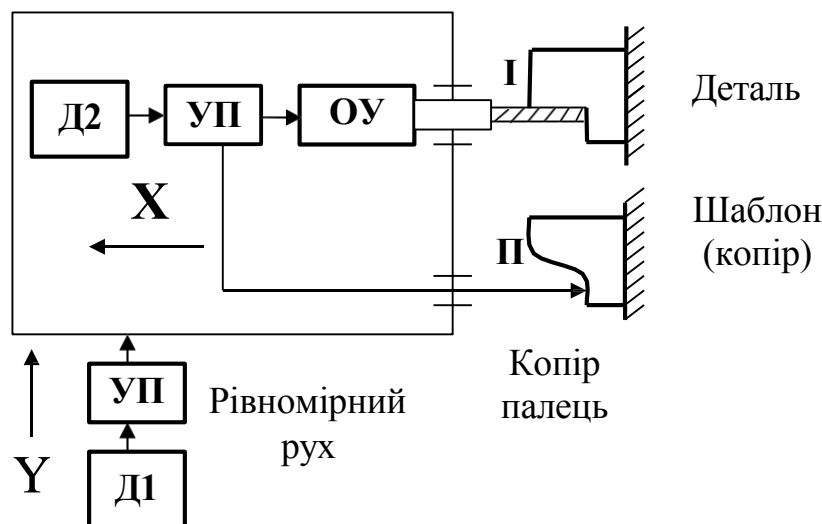 І
Деталь
Д2
УП
ОУ
X
Шаблон
(копір)
П
УП
Рівномірний
рух
Копір
палець
Y
Д1